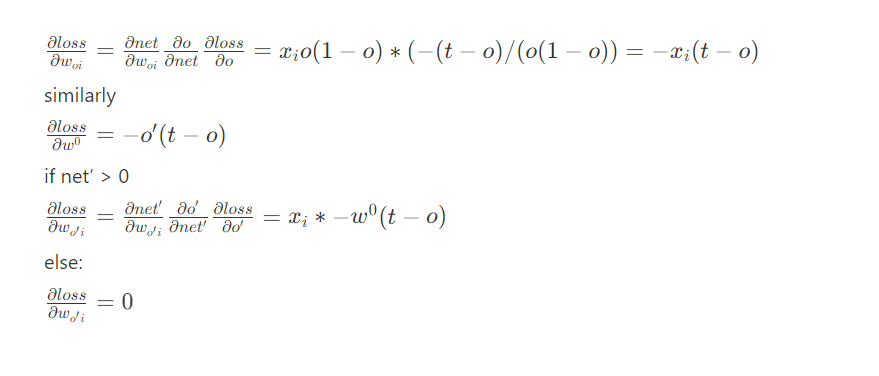 ∂loss/∂w_{oi} = ∂net/∂w_{oi} ∂o/∂net ∂loss/∂o = x_i o(1 − o) * (−(t − o)/(o(1 − o)) = −x_i(t − o)
similarly
∂loss/∂w^0 = −o′(t − o)
if net′ > 0
∂loss/∂w_{o′i} = ∂net′/∂w_{o′i} ∂o′/∂net′ ∂loss/∂o′ = x_i * −w^0(t − o)
else:
∂loss/∂w_{o′i} = 0